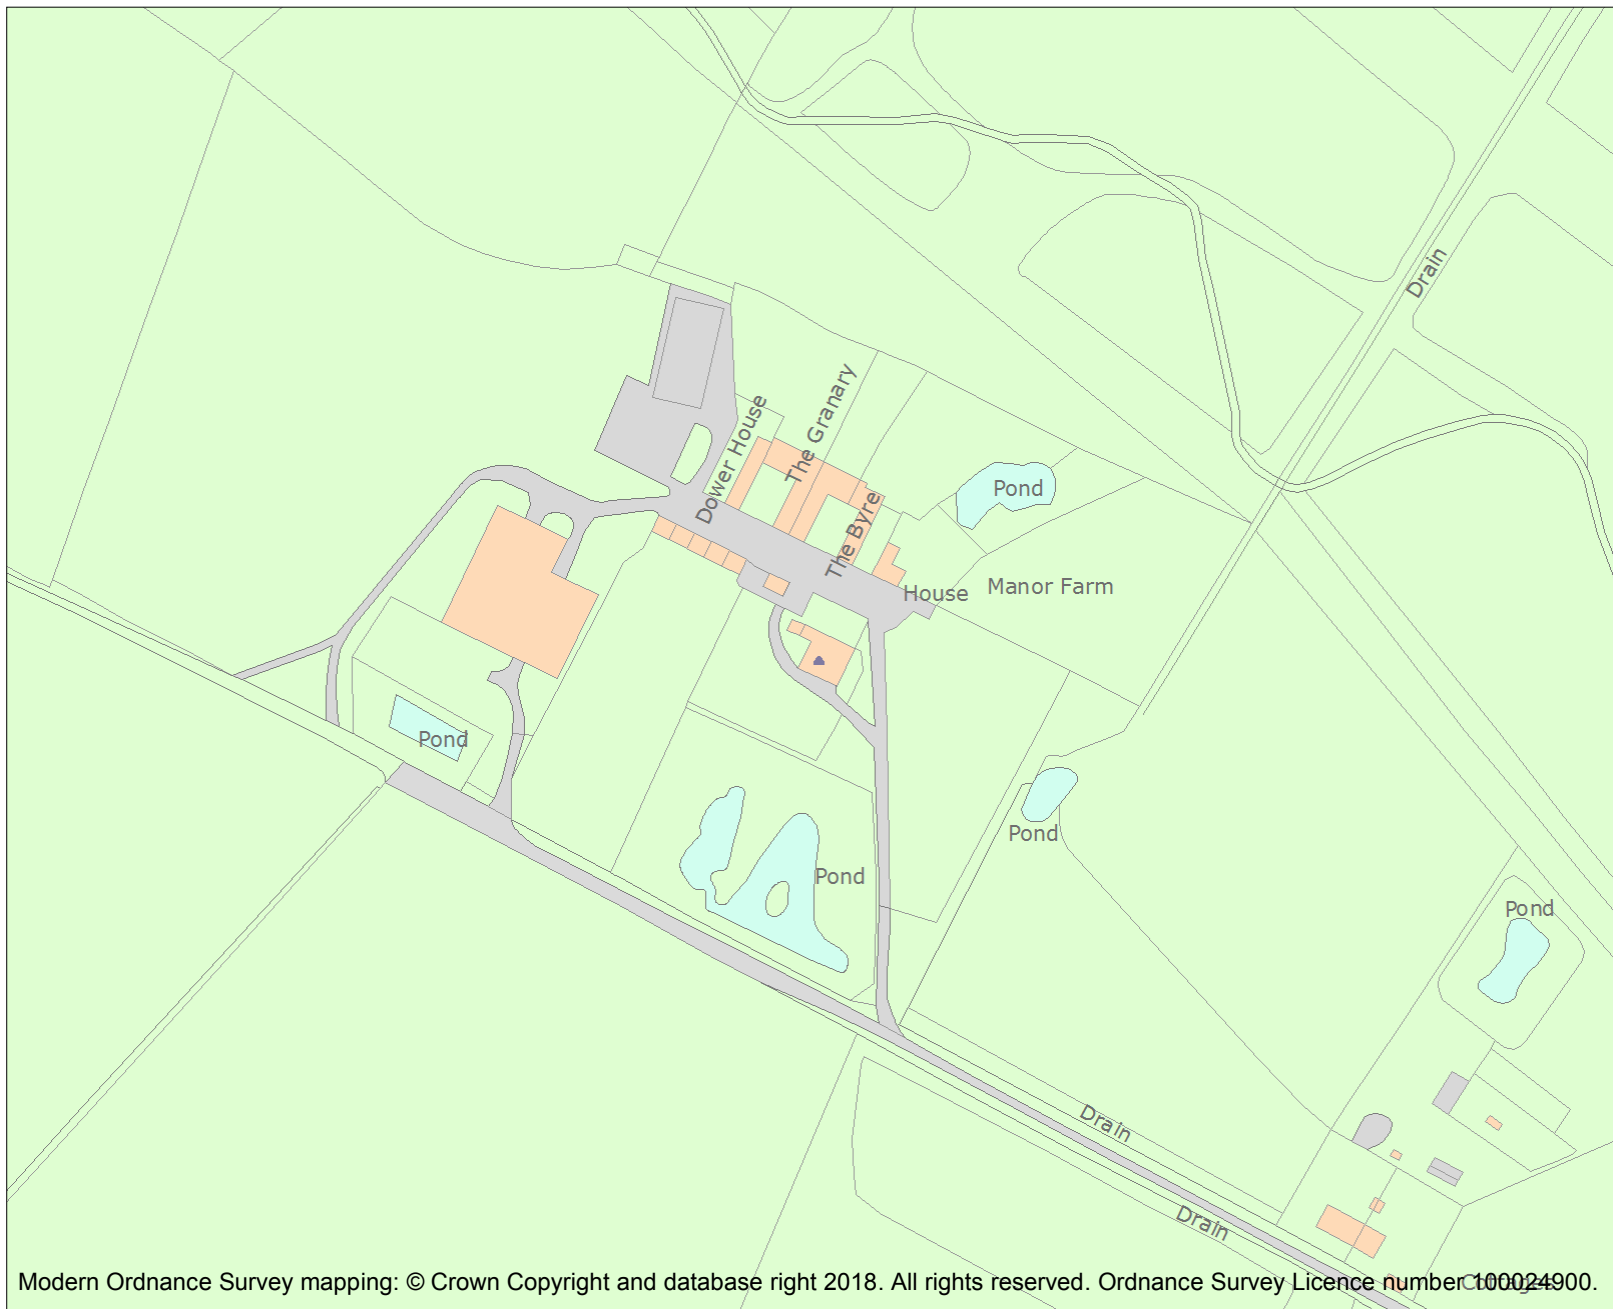 Drain
Dower House
The Granary
The Byre
Pond
House
Manor Farm
Pond
Pond
Pond
Pond
Drain
Drain
Cottages
Modern Ordnance Survey mapping: © Crown Copyright and database right 2018. All rights reserved. Ordnance Survey Licence number 100024900.